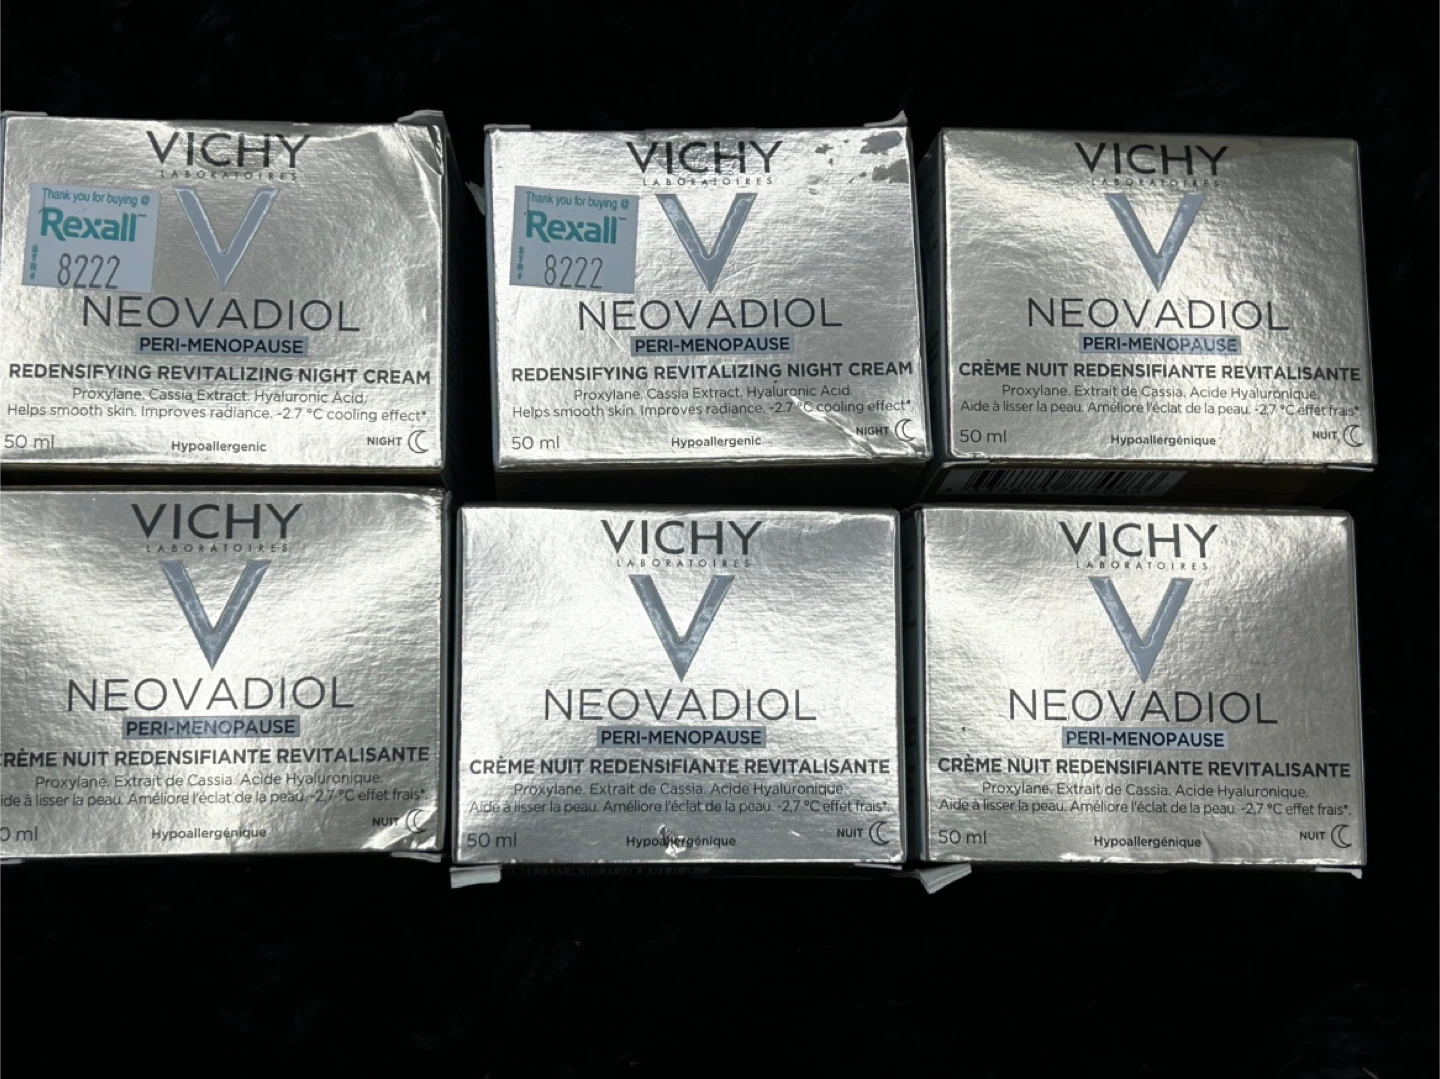 VICHY
LABORATOIRES
Thank you for buying @
Rexall™
STR#
8222
NEOVADIOL
PERI-MENOPAUSE
REDENSIFYING REVITALIZING NIGHT CREAM
Proxylane. Cassia Extract. Hyaluronic Acid.
Helps smooth skin. Improves radiance. -2.7 °C cooling effect*.
50 ml
Hypoallergenic
NIGHT
VICHY
LABORATOIRES
Thank you for buying @
Rexall™
STR#
8222
NEOVADIOL
PERI-MENOPAUSE
REDENSIFYING REVITALIZING NIGHT CREAM
Proxylane. Cassia Extract. Hyaluronic Acid.
Helps smooth skin. Improves radiance. -2.7 °C cooling effect*
50 ml
Hypoallergenic
NIGHT
VICHY
LABORATOIRES
NEOVADIOL
PERI-MENOPAUSE
CRÈME NUIT REDENSIFIANTE REVITALISANTE
Proxylane. Extrait de Cassia. Acide Hyaluronique.
Aide à lisser la peau. Améliore l'éclat de la peau. -2,7 °C effet frais*
50 ml
Hypoallergénique
NUIT
VICHY
LABORATOIRES
NEOVADIOL
PERI-MENOPAUSE
CRÈME NUIT REDENSIFIANTE REVITALISANTE
Proxylane. Extrait de Cassia. Acide Hyaluronique.
ide à lisser la peau. Améliore l'éclat de la peau. -2,7 °C effet frais*
0 ml
Hypoallergénique
NUIT
VICHY
LABORATOIRES
NEOVADIOL
PERI-MENOPAUSE
CRÈME NUIT REDENSIFIANTE REVITALISANTE
Proxylane. Extrait de Cassia. Acide Hyaluronique.
Aide à lisser la peau. Améliore l'éclat de la peau. -2,7 °C effet frais*.
50 ml
Hypoallergénique
NUIT
VICHY
LABORATOIRES
NEOVADIOL
PERI-MENOPAUSE
CRÈME NUIT REDENSIFIANTE REVITALISANTE
Proxylane. Extrait de Cassia. Acide Hyaluronique.
Aide à lisser la peau. Améliore l'éclat de la peau. -2,7 °C effet frais*.
50 ml
Hypoallergénique
NUIT